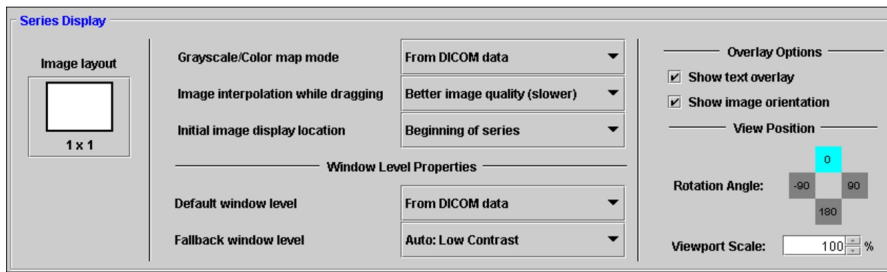 Series Display
Image layout
1 x 1
Grayscale/Color map mode From DICOM data
Image interpolation while dragging Better image quality (slower)
Initial image display location Beginning of series
Window Level Properties
Default window level From DICOM data
Fallback window level Auto: Low Contrast
Overlay Options
Show text overlay
Show image orientation
View Position
0
Rotation Angle: -90 90
180
Viewport Scale: 100 %